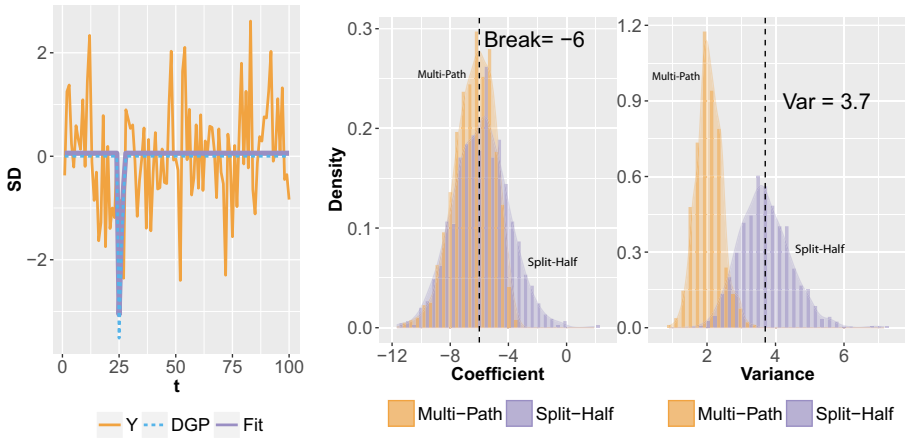 SD
2
0
−2
0
25
50
75
100
t
Y
DGP
Fit
Density
0.3
0.2
0.1
0.0
Break= −6
Multi-Path
Split-Half
−12
−8
−4
0
Coefficient
Multi−Path
Split−Half
1.2
0.9
0.6
0.3
0.0
Multi-Path
Var = 3.7
Split-Half
2
4
6
Variance
Multi−Path
Split−Half